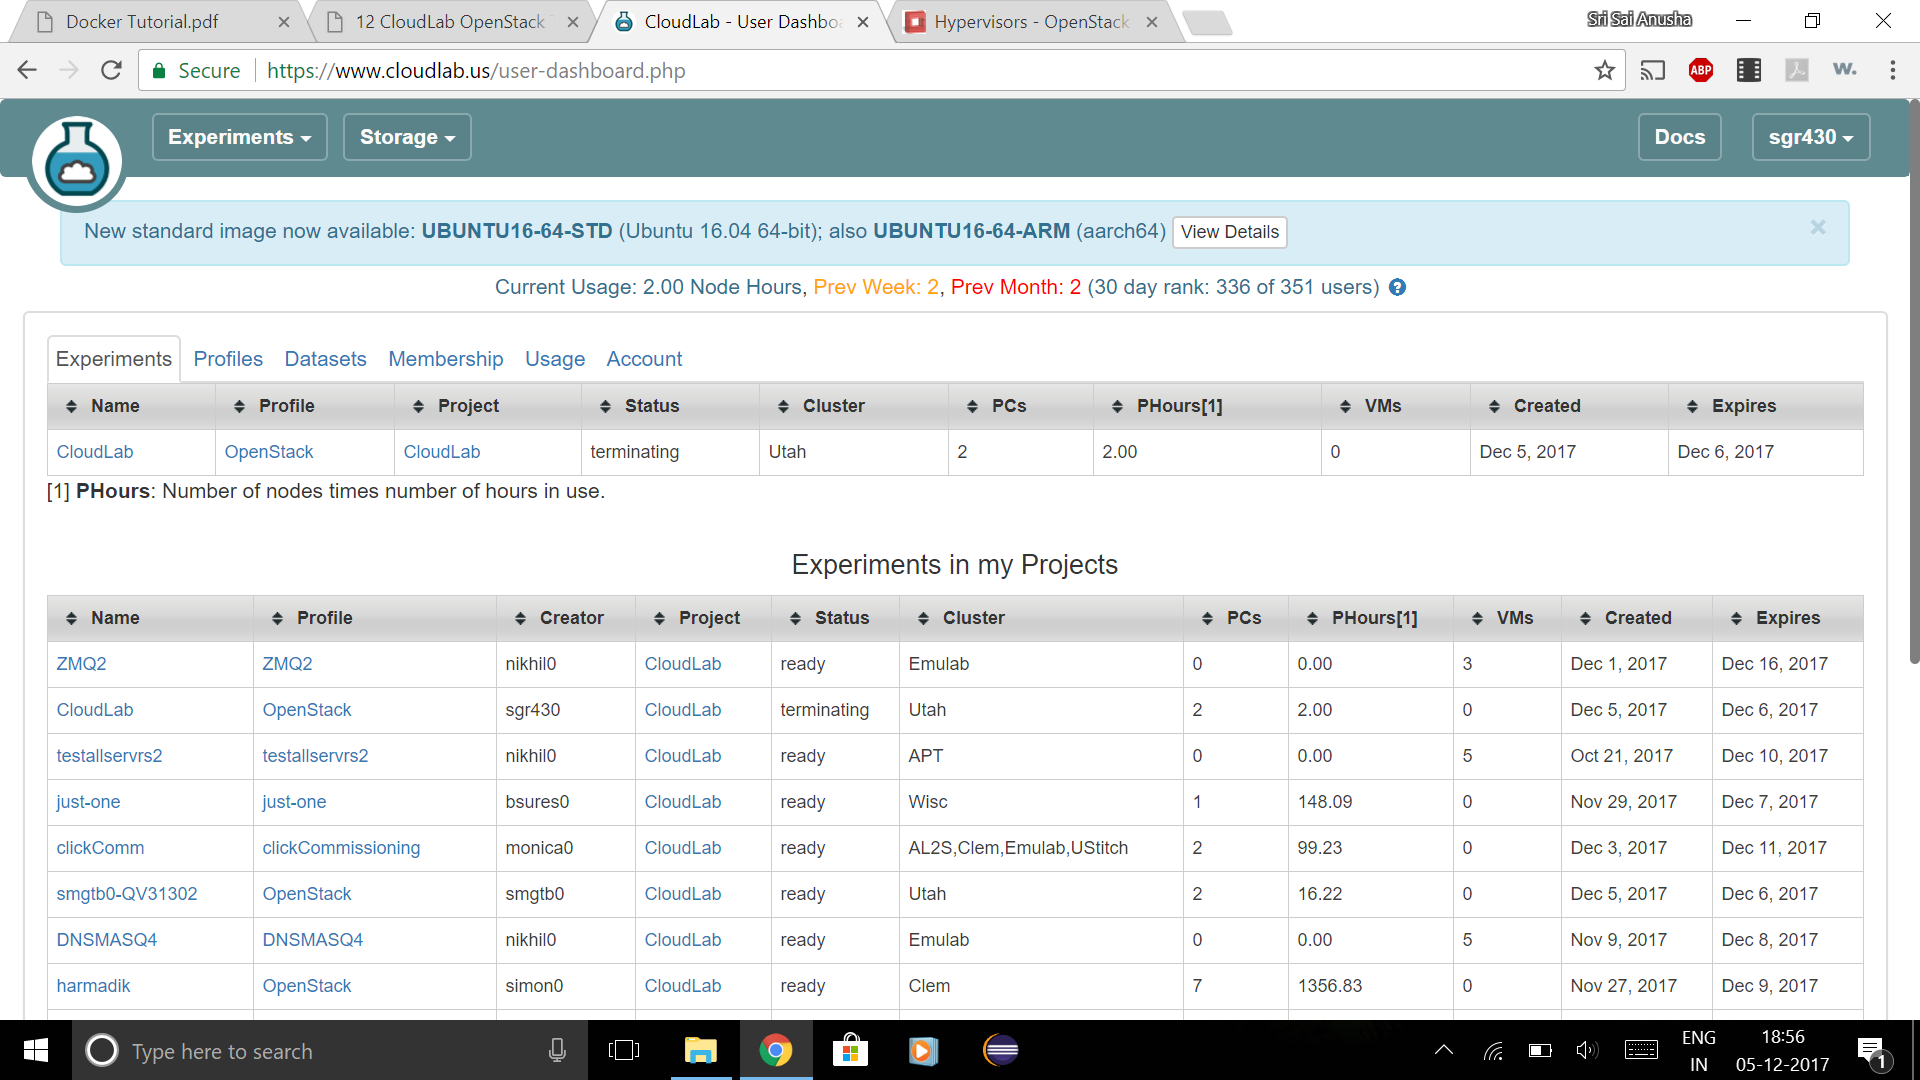 Docker Tutorial.pdf
12 CloudLab OpenStack
CloudLab - User Dashbo
Hypervisors - OpenStack
Sri Sai Anusha
Secure https://www.cloudlab.us/user-dashboard.php
ABP
w.
Experiments
Storage
Docs
sgr430
New standard image now available: UBUNTU16-64-STD (Ubuntu 16.04 64-bit); also UBUNTU16-64-ARM (aarch64) View Details
×
Current Usage: 2.00 Node Hours, Prev Week: 2, Prev Month: 2 (30 day rank: 336 of 351 users) ?
Experiments Profiles Datasets Membership Usage Account
Name Profile Project Status Cluster PCs PHours[1] VMs Created Expires
CloudLab OpenStack CloudLab terminating Utah 2 2.00 0 Dec 5, 2017 Dec 6, 2017
[1] PHours: Number of nodes times number of hours in use.
Experiments in my Projects
Name Profile Creator Project Status Cluster PCs PHours[1] VMs Created Expires
ZMQ2 ZMQ2 nikhil0 CloudLab ready Emulab 0 0.00 3 Dec 1, 2017 Dec 16, 2017
CloudLab OpenStack sgr430 CloudLab terminating Utah 2 2.00 0 Dec 5, 2017 Dec 6, 2017
testallservrs2 testallservrs2 nikhil0 CloudLab ready APT 0 0.00 5 Oct 21, 2017 Dec 10, 2017
just-one just-one bsures0 CloudLab ready Wisc 1 148.09 0 Nov 29, 2017 Dec 7, 2017
clickComm clickCommissioning monica0 CloudLab ready AL2S,Clem,Emulab,UStitch 2 99.23 0 Dec 3, 2017 Dec 11, 2017
smgtb0-QV31302 OpenStack smgtb0 CloudLab ready Utah 2 16.22 0 Dec 5, 2017 Dec 6, 2017
DNSMASQ4 DNSMASQ4 nikhil0 CloudLab ready Emulab 0 0.00 5 Nov 9, 2017 Dec 8, 2017
harmadik OpenStack simon0 CloudLab ready Clem 7 1356.83 0 Nov 27, 2017 Dec 9, 2017
Type here to search
ENG
IN
18:56
05-12-2017
1